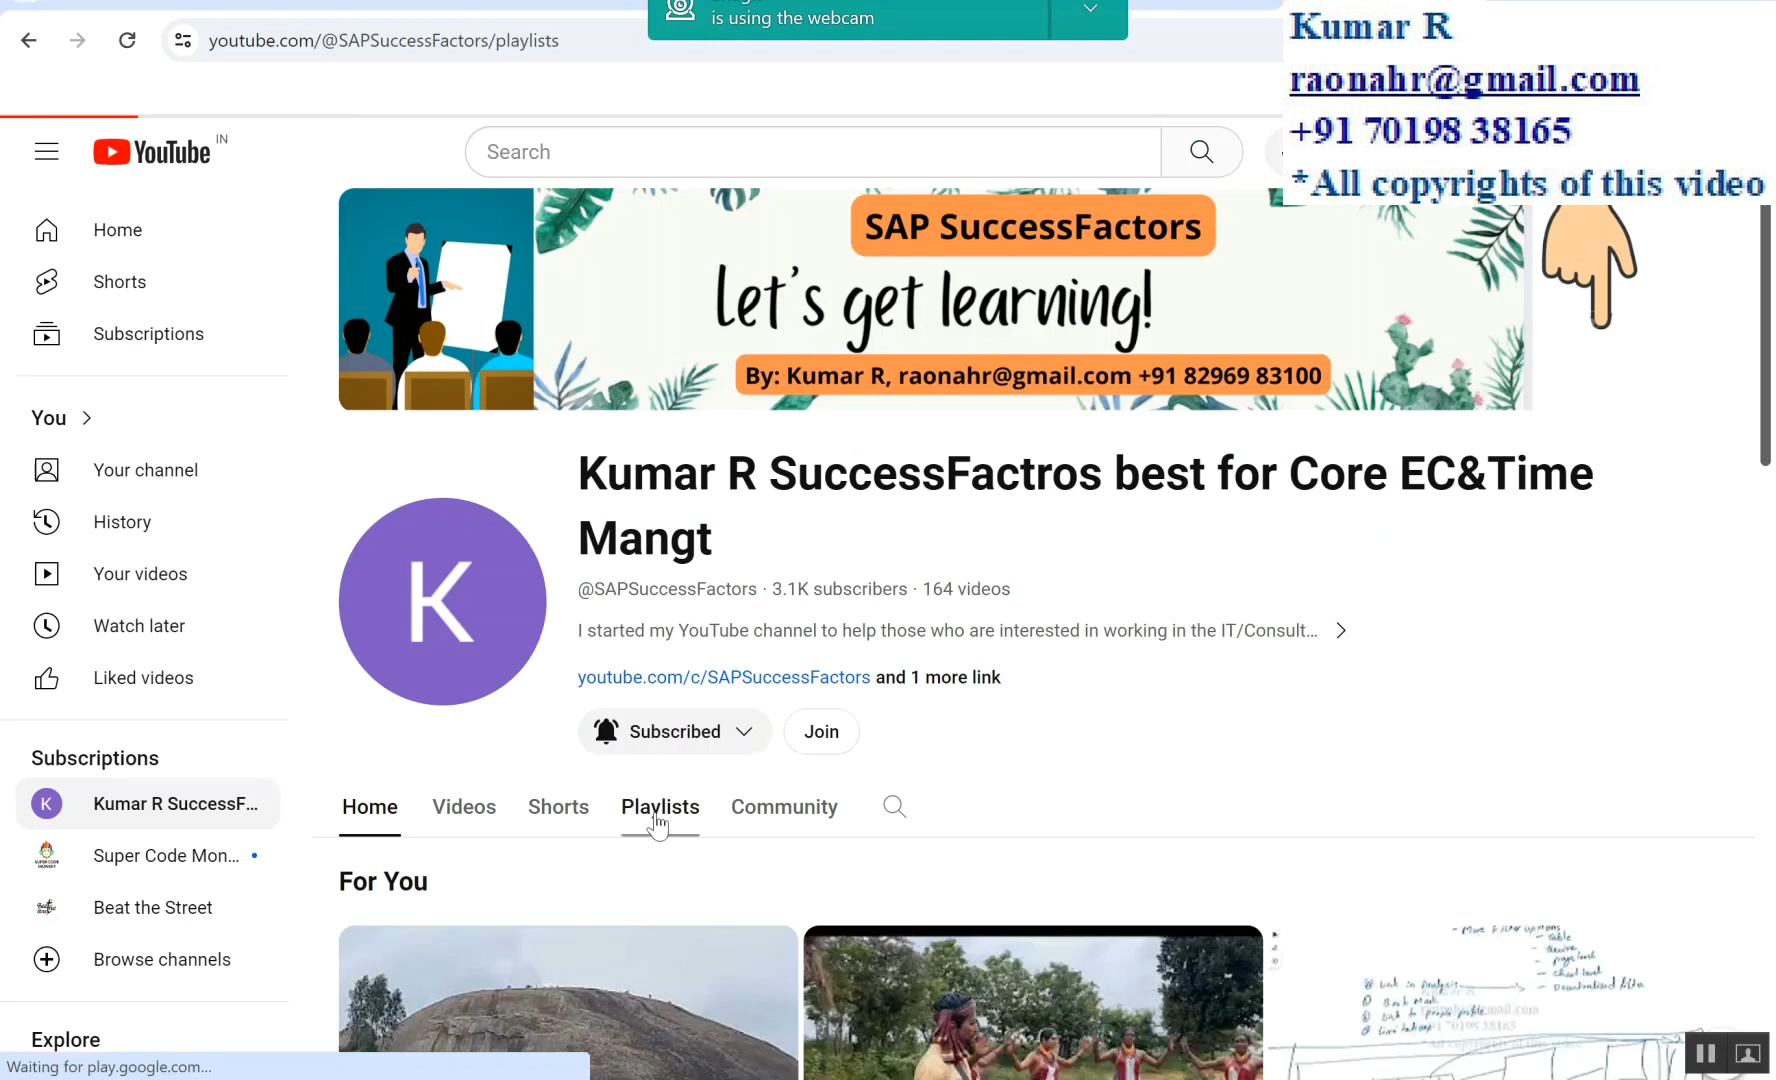 is using the webcam
Kumar R
raonahr@gmail.com
+91 70198 38165
*All copyrights of this video
youtube.com/@SAPSuccessFactors/playlists
YouTube IN
Search
Home
Shorts
Subscriptions
You
Your channel
History
Your videos
Watch later
Liked videos
Subscriptions
K
Kumar R SuccessF...
Super Code Mon...
Beat the Street
Browse channels
Explore
Waiting for play.google.com...
SAP SuccessFactors
Let's get learning!
By: Kumar R, raonahr@gmail.com +91 82969 83100
K
Kumar R SuccessFactros best for Core EC&Time
Mangt
@SAPSuccessFactors · 3.1K subscribers · 164 videos
I started my YouTube channel to help those who are interested in working in the IT/Consult...
youtube.com/c/SAPSuccessFactors and 1 more link
Subscribed
Join
Home
Videos
Shorts
Playlists
Community
For You